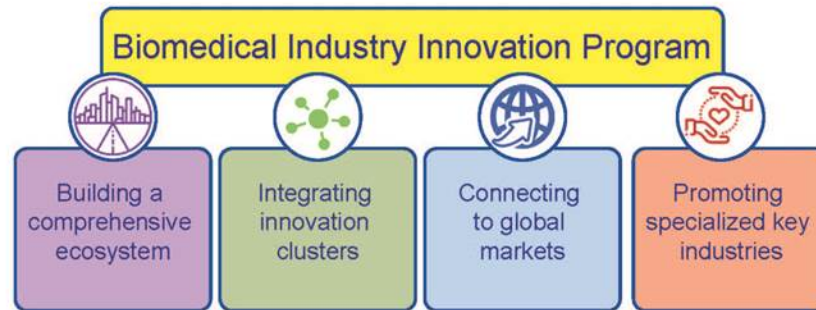 Biomedical Industry Innovation Program
Building a
comprehensive
ecosystem
Integrating
innovation
clusters
Connecting
to global
markets
Promoting
specialized key
industries